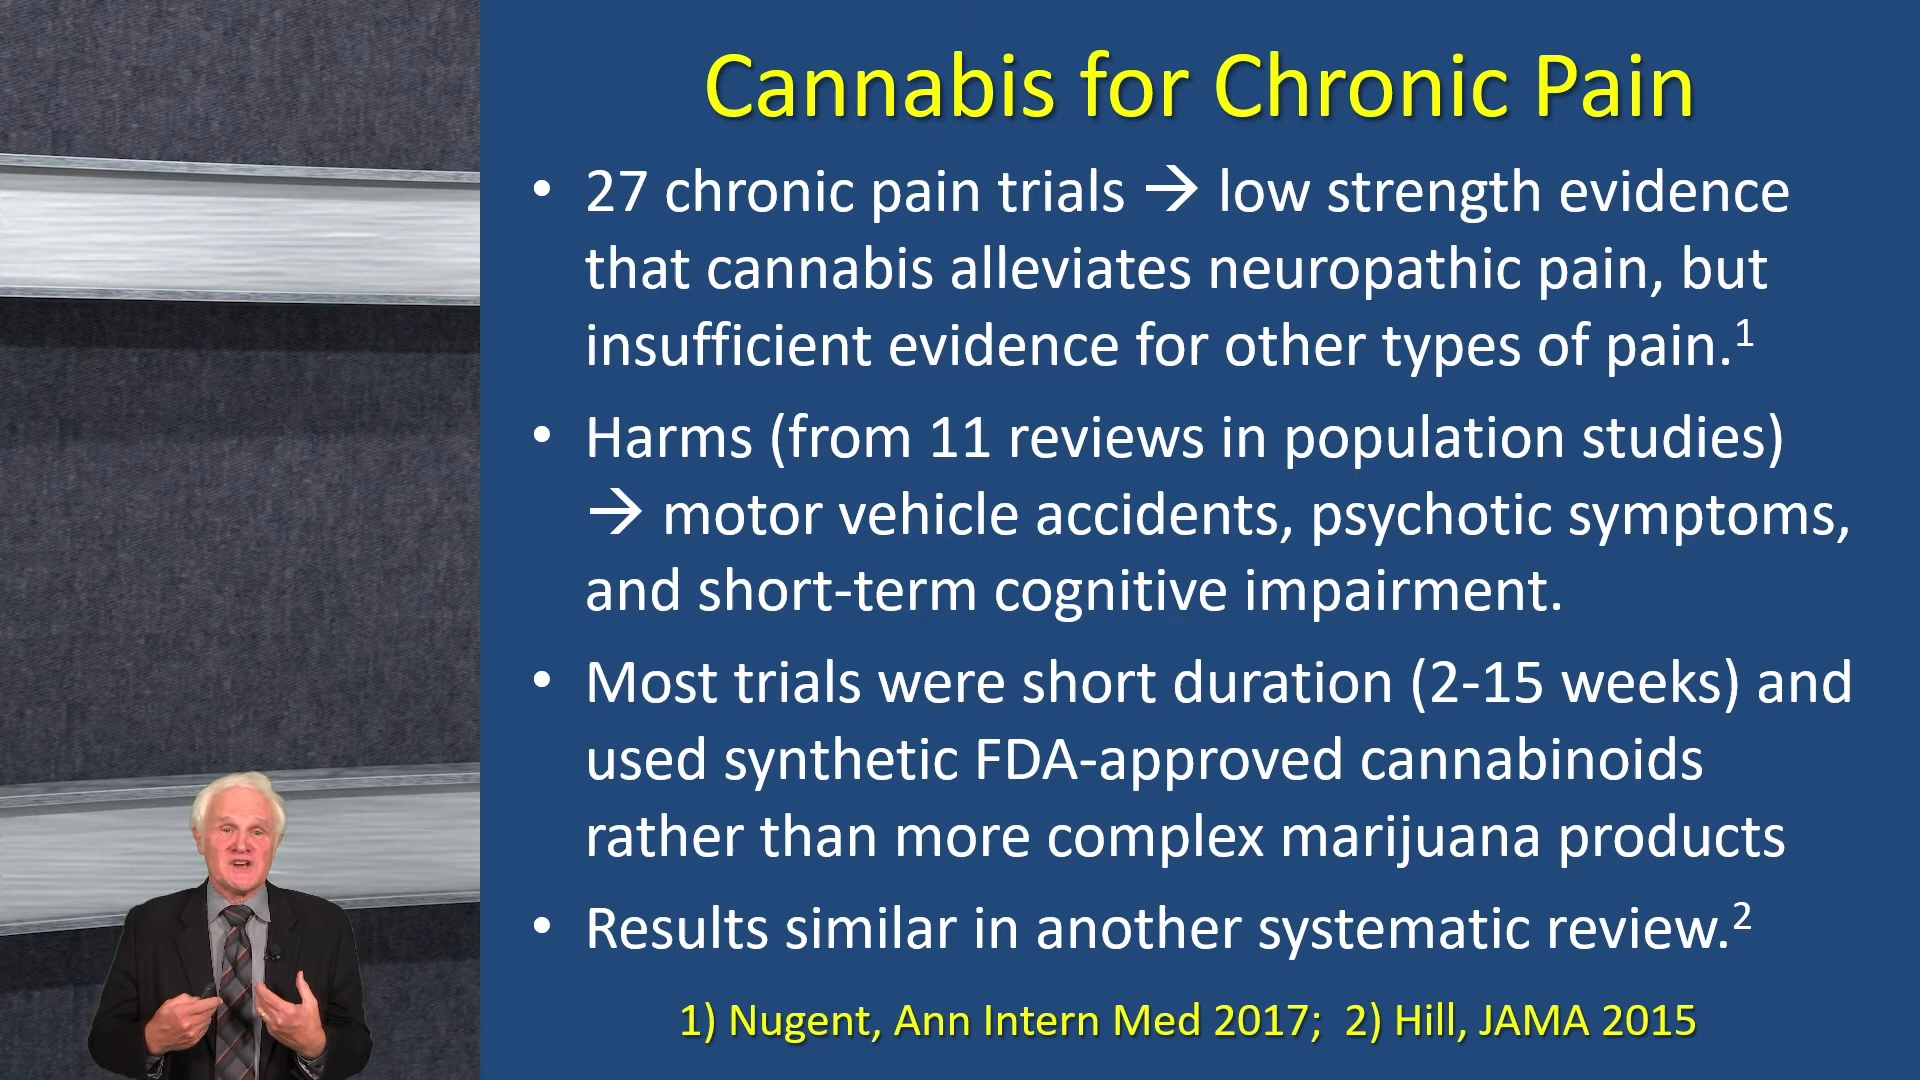 Cannabis for Chronic Pain
• 27 chronic pain trials → low strength evidence
that cannabis alleviates neuropathic pain, but
insufficient evidence for other types of pain.¹
• Harms (from 11 reviews in population studies)
→ motor vehicle accidents, psychotic symptoms,
and short-term cognitive impairment.
• Most trials were short duration (2-15 weeks) and
used synthetic FDA-approved cannabinoids
rather than more complex marijuana products
• Results similar in another systematic review.²
1) Nugent, Ann Intern Med 2017; 2) Hill, JAMA 2015